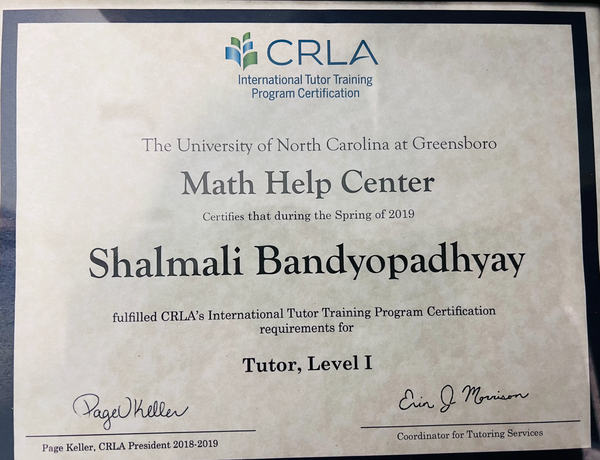 CRLA
International Tutor Training
Program Certification
The University of North Carolina at Greensboro
Math Help Center
Certifies that during the Spring of 2019
Shalmali Bandyopadhyay
fulfilled CRLA's International Tutor Training Program Certification
requirements for
Tutor, Level I
Page Keller
Erin J Morrison
Page Keller, CRLA President 2018-2019
Coordinator for Tutoring Services